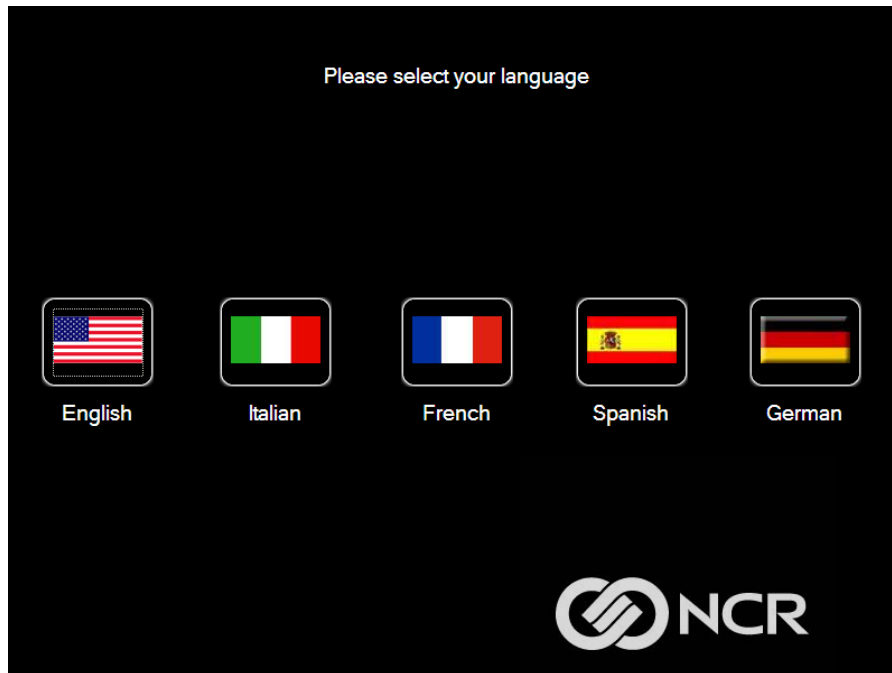 Please select your language
English
Italian
French
Spanish
German
NCR